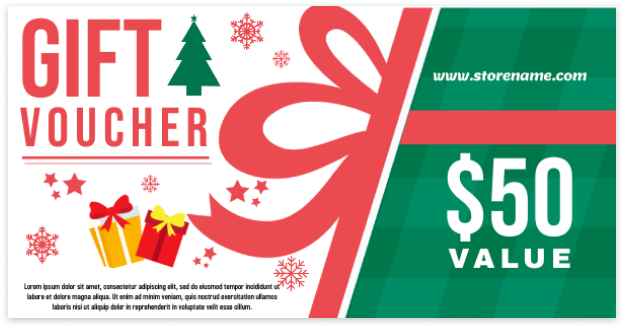 GIFT
VOUCHER
www.storename.com
$50
VALUE
Lorem ipsum dolor sit amet, consectetur adipiscing elit, sed do eiusmod tempor incididunt ut
labore et dolore magna aliqua. Ut enim ad minim veniam, quis nostrud exercitation ullamco
laboris nisi ut aliquip dolor in reprehenderit in voluptate velit esse cillum.